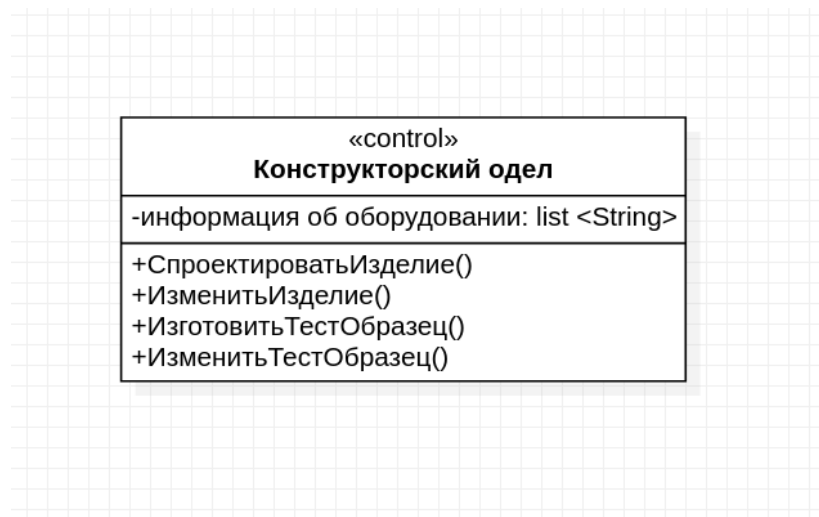 «control»
Конструкторский одел
-информация об оборудовании: list <String>
+СпроектироватьИзделие()
+ИзменитьИзделие()
+ИзготовитьТестОбразец()
+ИзменитьТестОбразец()